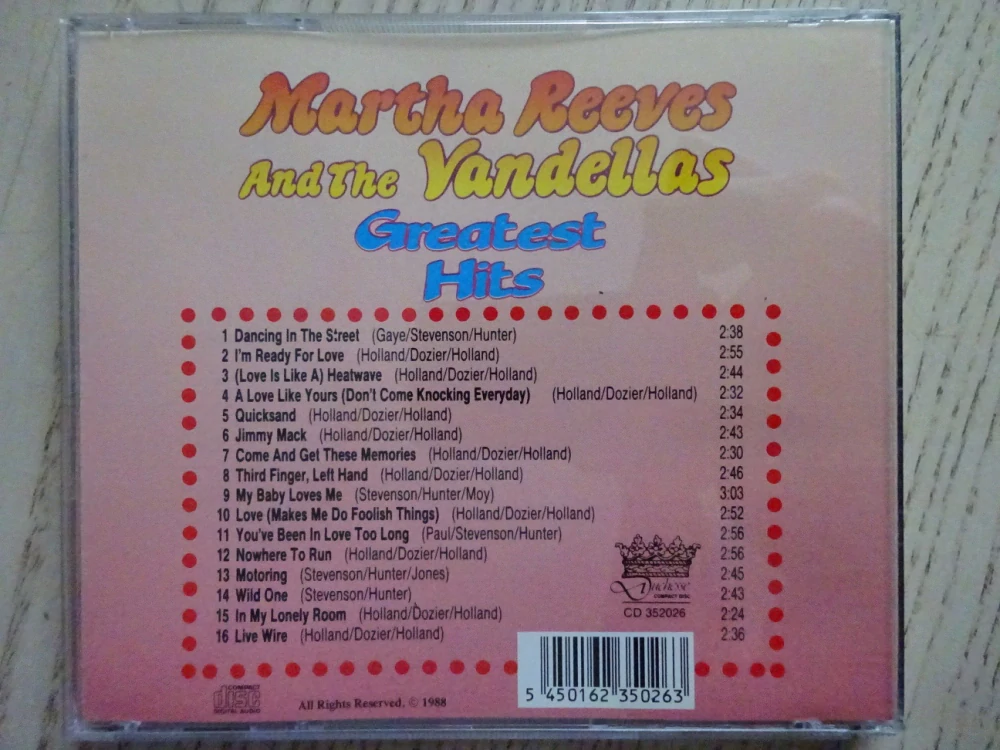 Martha Reeves
And The Vandellas
Greatest
Hits
1 Dancing In The Street (Gaye/Stevenson/Hunter) 2:38
2 I'm Ready For Love (Holland/Dozier/Holland) 2:55
3 (Love Is Like A) Heatwave (Holland/Dozier/Holland) 2:44
4 A Love Like Yours (Don't Come Knocking Everyday) (Holland/Dozier/Holland) 2:32
5 Quicksand (Holland/Dozier/Holland) 2:34
6 Jimmy Mack (Holland/Dozier/Holland) 2:43
7 Come And Get These Memories (Holland/Dozier/Holland) 2:30
8 Third Finger, Left Hand (Holland/Dozier/Holland) 2:46
9 My Baby Loves Me (Stevenson/Hunter/Moy) 3:03
10 Love (Makes Me Do Foolish Things) (Holland/Dozier/Holland) 2:52
11 You've Been In Love Too Long (Paul/Stevenson/Hunter) 2:56
12 Nowhere To Run (Holland/Dozier/Holland) 2:56
13 Motoring (Stevenson/Hunter/Jones) 2:45
14 Wild One (Stevenson/Hunter) 2:43
15 In My Lonely Room (Holland/Dozier/Holland) 2:24
16 Live Wire (Holland/Dozier/Holland) 2:36
Duchesse
COMPACT DISC
CD 352026
5 450162 350263
COMPACT
disc
DIGITAL AUDIO
All Rights Reserved. © 1988